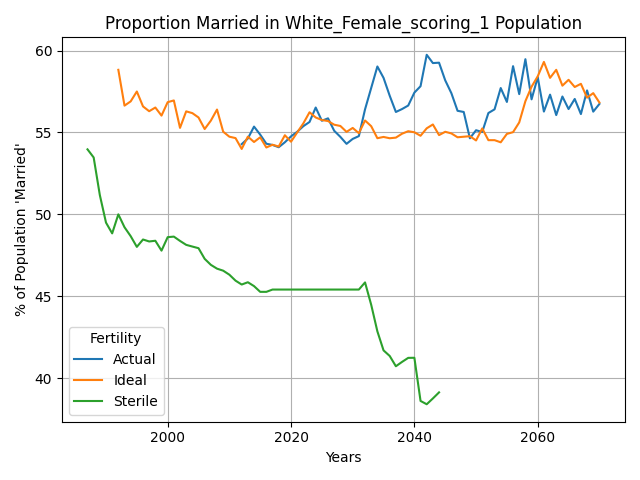 Proportion Married in White_Female_scoring_1 Population
% of Population 'Married'
60
55
50
45
40
Fertility
Actual
Ideal
Sterile
2000 2020 2040 2060
Years